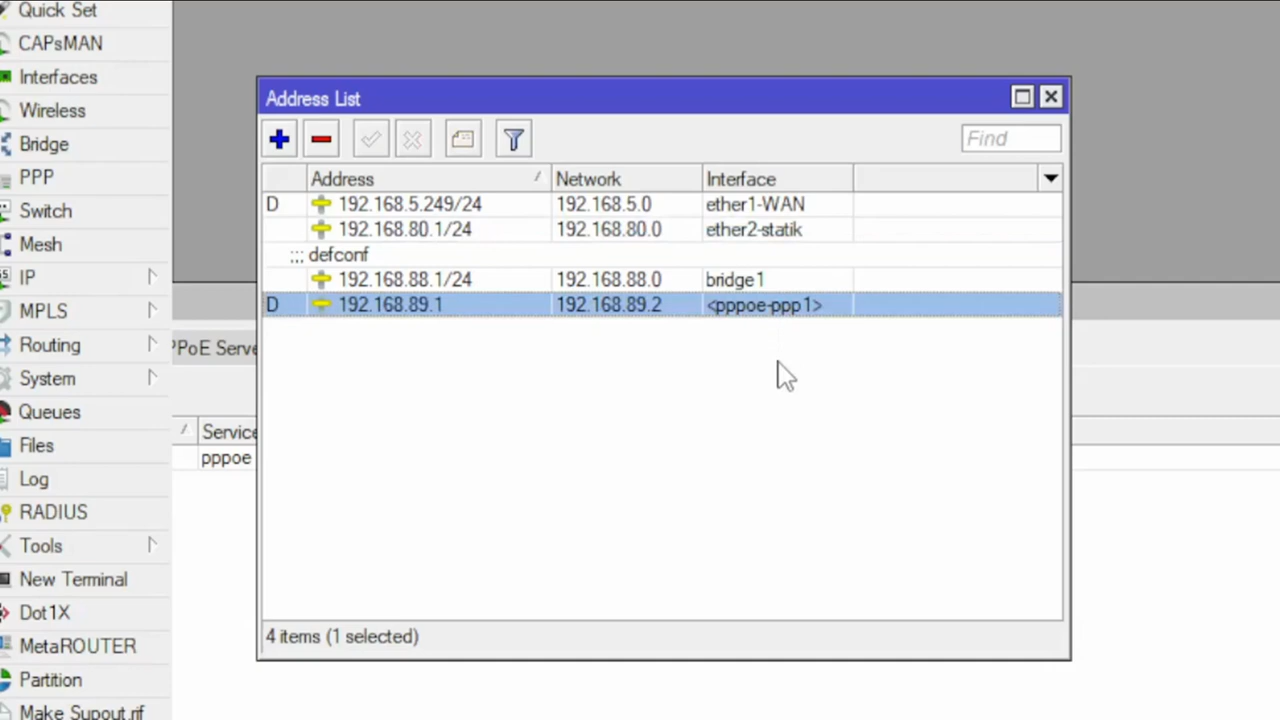 Quick Set
CAPsMAN
Interfaces
Wireless
Bridge
PPP
Switch
Mesh
IP
MPLS
Routing
System
Queues
Files
Log
RADIUS
Tools
New Terminal
Dot1X
MetaROUTER
Partition
Make Supout.rif
Address List
Find
Address Network Interface
D 192.168.5.249/24 192.168.5.0 ether1-WAN
192.168.80.1/24 192.168.80.0 ether2-statik
;;; defconf
192.168.88.1/24 192.168.88.0 bridge1
D 192.168.89.1 192.168.89.2 <pppoe-ppp1>
4 items (1 selected)
PPoE Serve
Service
pppoe